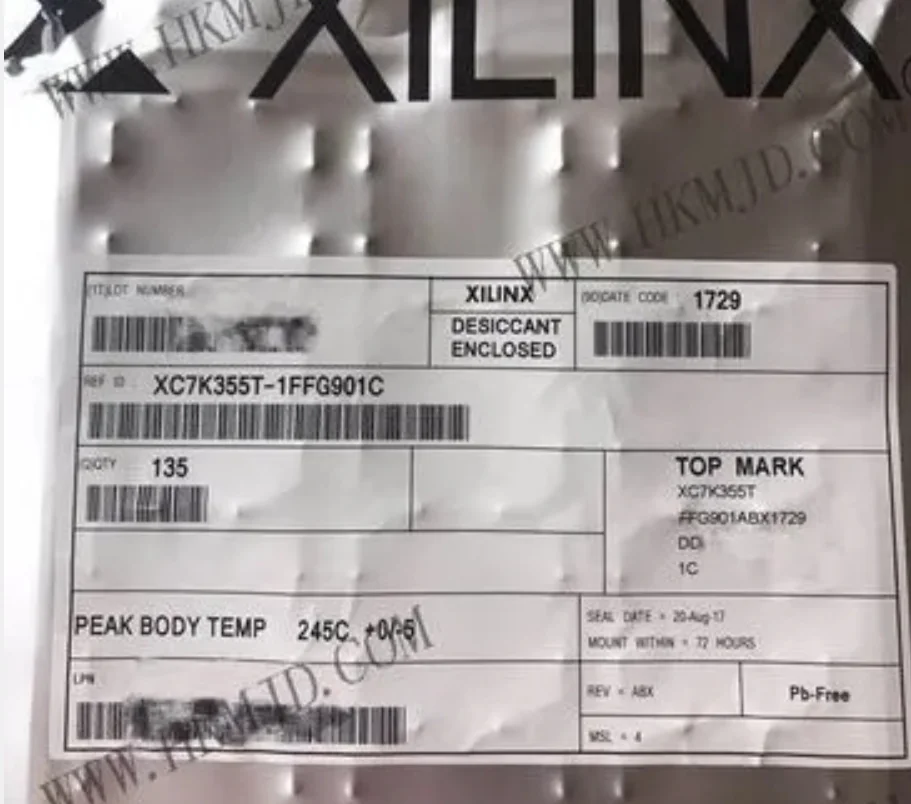 XILINX
WWW.HKMJD.COM
WWW.HKMJD.COM
(1T)LOT NUMBER
XILINX
DESICCANT
ENCLOSED
(9D)DATE CODE : 1729
REF ID : XC7K355T-1FFG901C
(Q)QTY 135
TOP MARK
XC7K355T
FFG901ABX1729
DD
1C
PEAK BODY TEMP 245C +0/-5
SEAL DATE = 20-Aug-17
MOUNT WITHIN = 72 HOURS
LPN
REV = ABX
Pb-Free
MSL = 4
WWW.HKMJD.COM